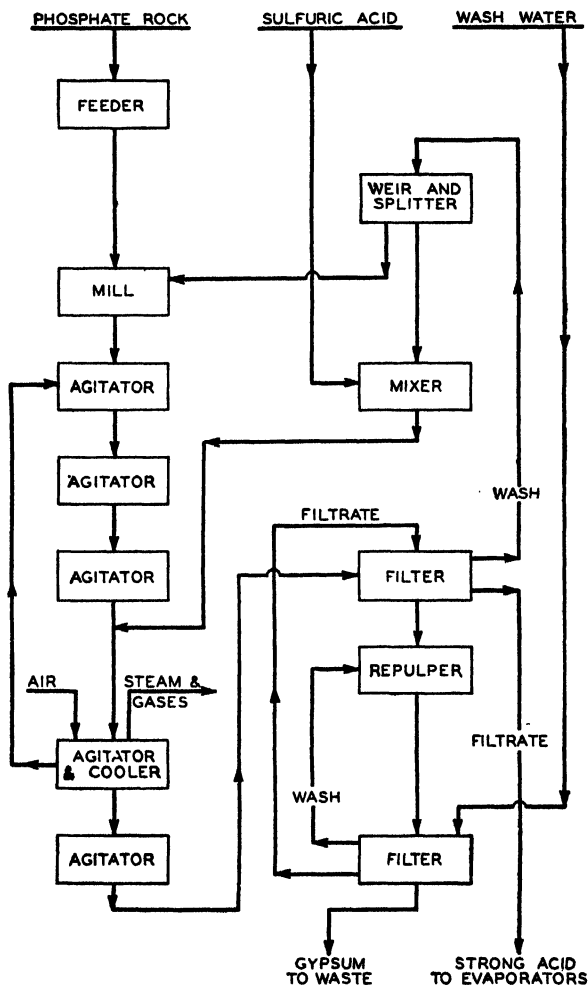 PHOSPHATE ROCK
SULFURIC ACID
WASH WATER
FEEDER
WEIR AND
SPLITTER
MILL
AGITATOR
MIXER
AGITATOR
WASH
FILTRATE
AGITATOR
FILTER
REPULPER
AIR
STEAM &
GASES
FILTRATE
AGITATOR
& COOLER
WASH
AGITATOR
FILTER
GYPSUM
TO WASTE
STRONG ACID
TO EVAPORATORS